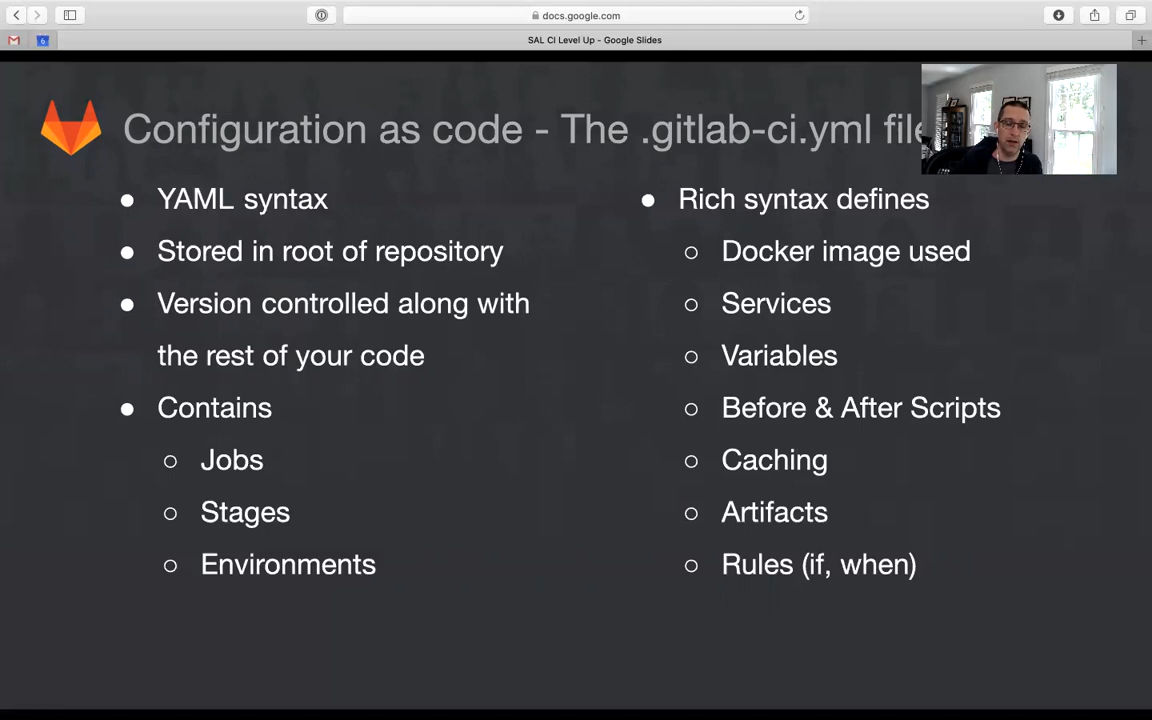 docs.google.com
SAL CI Level Up - Google Slides
Configuration as code - The .gitlab-ci.yml file
YAML syntax
Stored in root of repository
Version controlled along with
the rest of your code
Contains
Jobs
Stages
Environments
Rich syntax defines
Docker image used
Services
Variables
Before & After Scripts
Caching
Artifacts
Rules (if, when)